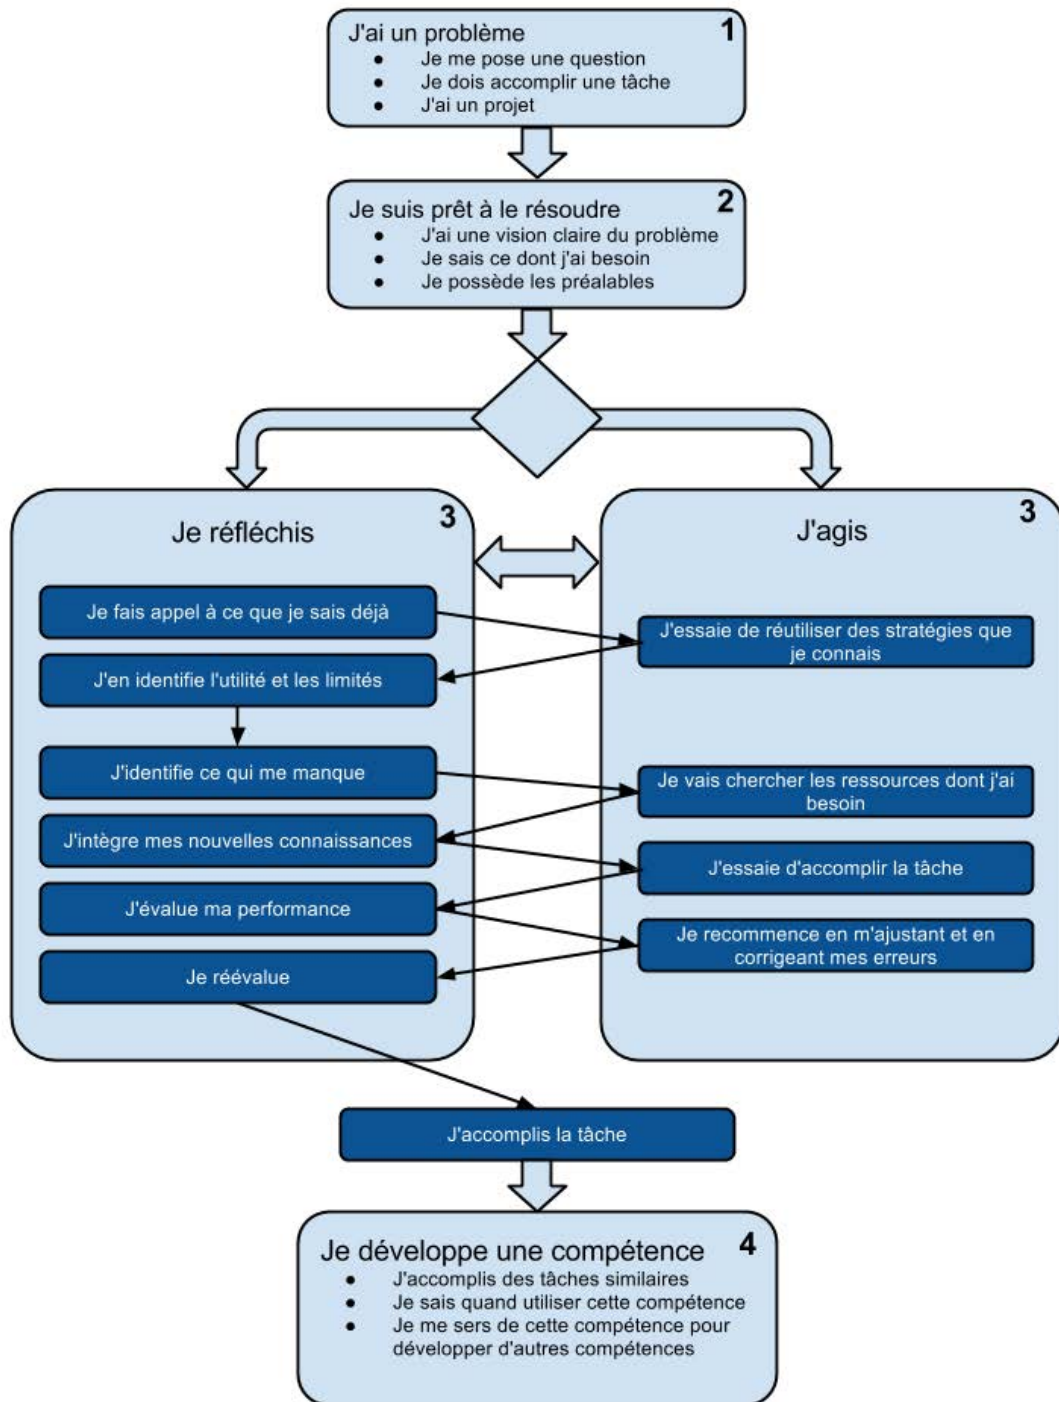 J'ai un problème
1
● Je me pose une question
● Je dois accomplir une tâche
● J'ai un projet
Je suis prêt à le résoudre
2
● J'ai une vision claire du problème
● Je sais ce dont j'ai besoin
● Je possède les préalables
Je réfléchis
3
Je fais appel à ce que je sais déjà
J'en identifie l'utilité et les limités
J'identifie ce qui me manque
J'intègre mes nouvelles connaissances
J'évalue ma performance
Je réévalue
J'agis
3
J'essaie de réutiliser des stratégies que
je connais
Je vais chercher les ressources dont j'ai
besoin
J'essaie d'accomplir la tâche
Je recommence en m'ajustant et en
corrigeant mes erreurs
J'accomplis la tâche
Je développe une compétence
4
● J'accomplis des tâches similaires
● Je sais quand utiliser cette compétence
● Je me sers de cette compétence pour
développer d'autres compétences